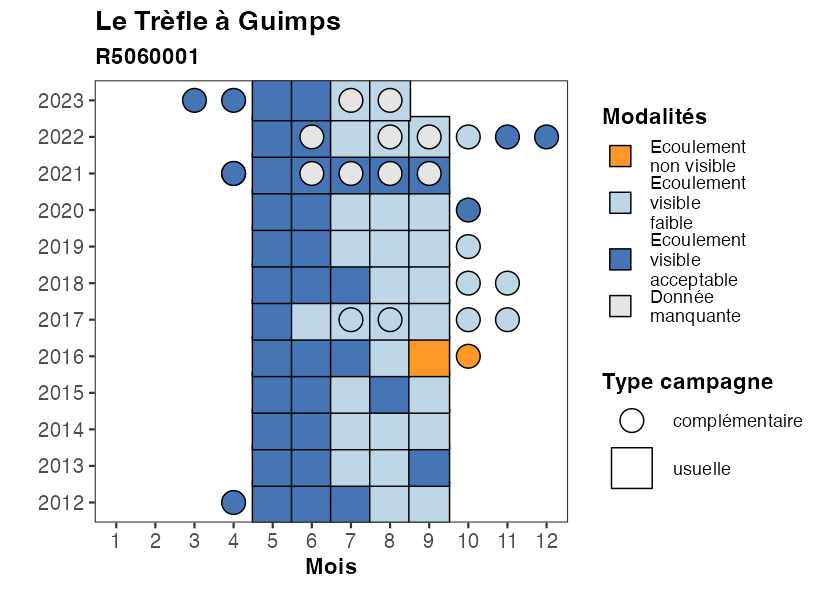 Le Trèfle à Guimps
R5060001
2023
2022
2021
2020
2019
2018
2017
2016
2015
2014
2013
2012
1 2 3 4 5 6 7 8 9 10 11 12
Mois
Modalités
Ecoulement
non visible
Ecoulement
visible
faible
Ecoulement
visible
acceptable
Donnée
manquante
Type campagne
complémentaire
usuelle